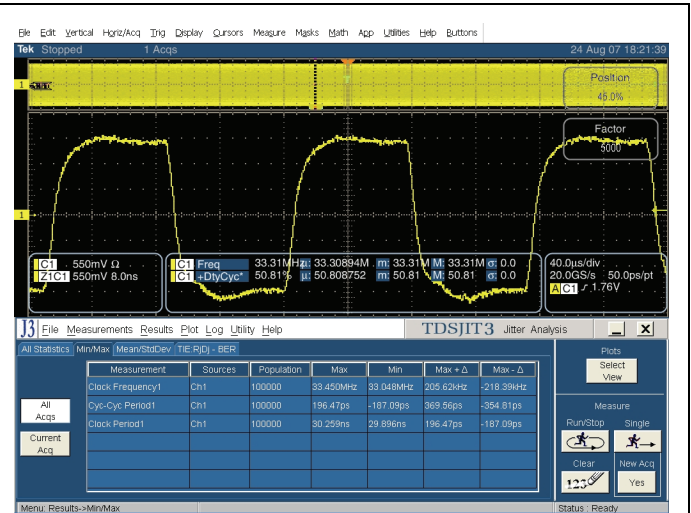 File Edit Vertical Horiz/Acq Trig Display Cursors Measure Masks Math App Utilities Help Buttons
Tek Stopped 1 Acqs 24 Aug 07 18:21:39
1
Position
45.0%
Factor
5000
1
C1 550mV Ω
Z1C1 550mV 8.0ns
C1 Freq 33.31MHz μ: 33.30894M m: 33.31M M: 33.31M σ: 0.0
C1 +DtyCyc* 50.81% μ: 50.808752 m: 50.81 M: 50.81 σ: 0.0
40.0μs/div
20.0GS/s 50.0ps/pt
A C1 1.76V
J3 File Measurements Results Plot Log Utility Help TDSJIT3 Jitter Analysis
All Statistics Min/Max Mean/StdDev TIE:RjDj - BER
Measurement Sources Population Max Min Max + Δ Max - Δ
Clock Frequency1 Ch1 100000 33.450MHz 33.048MHz 205.62kHz -218.39kHz
Cyc-Cyc Period1 Ch1 100000 196.47ps -187.09ps 369.56ps -354.81ps
Clock Period1 Ch1 100000 30.259ns 29.896ns 196.47ps -187.09ps
All
Acqs
Current
Acq
Plots
Select
View
Measure
Run/Stop Single
Clear New Acq
123 Yes
Menu: Results->Min/Max Status : Ready